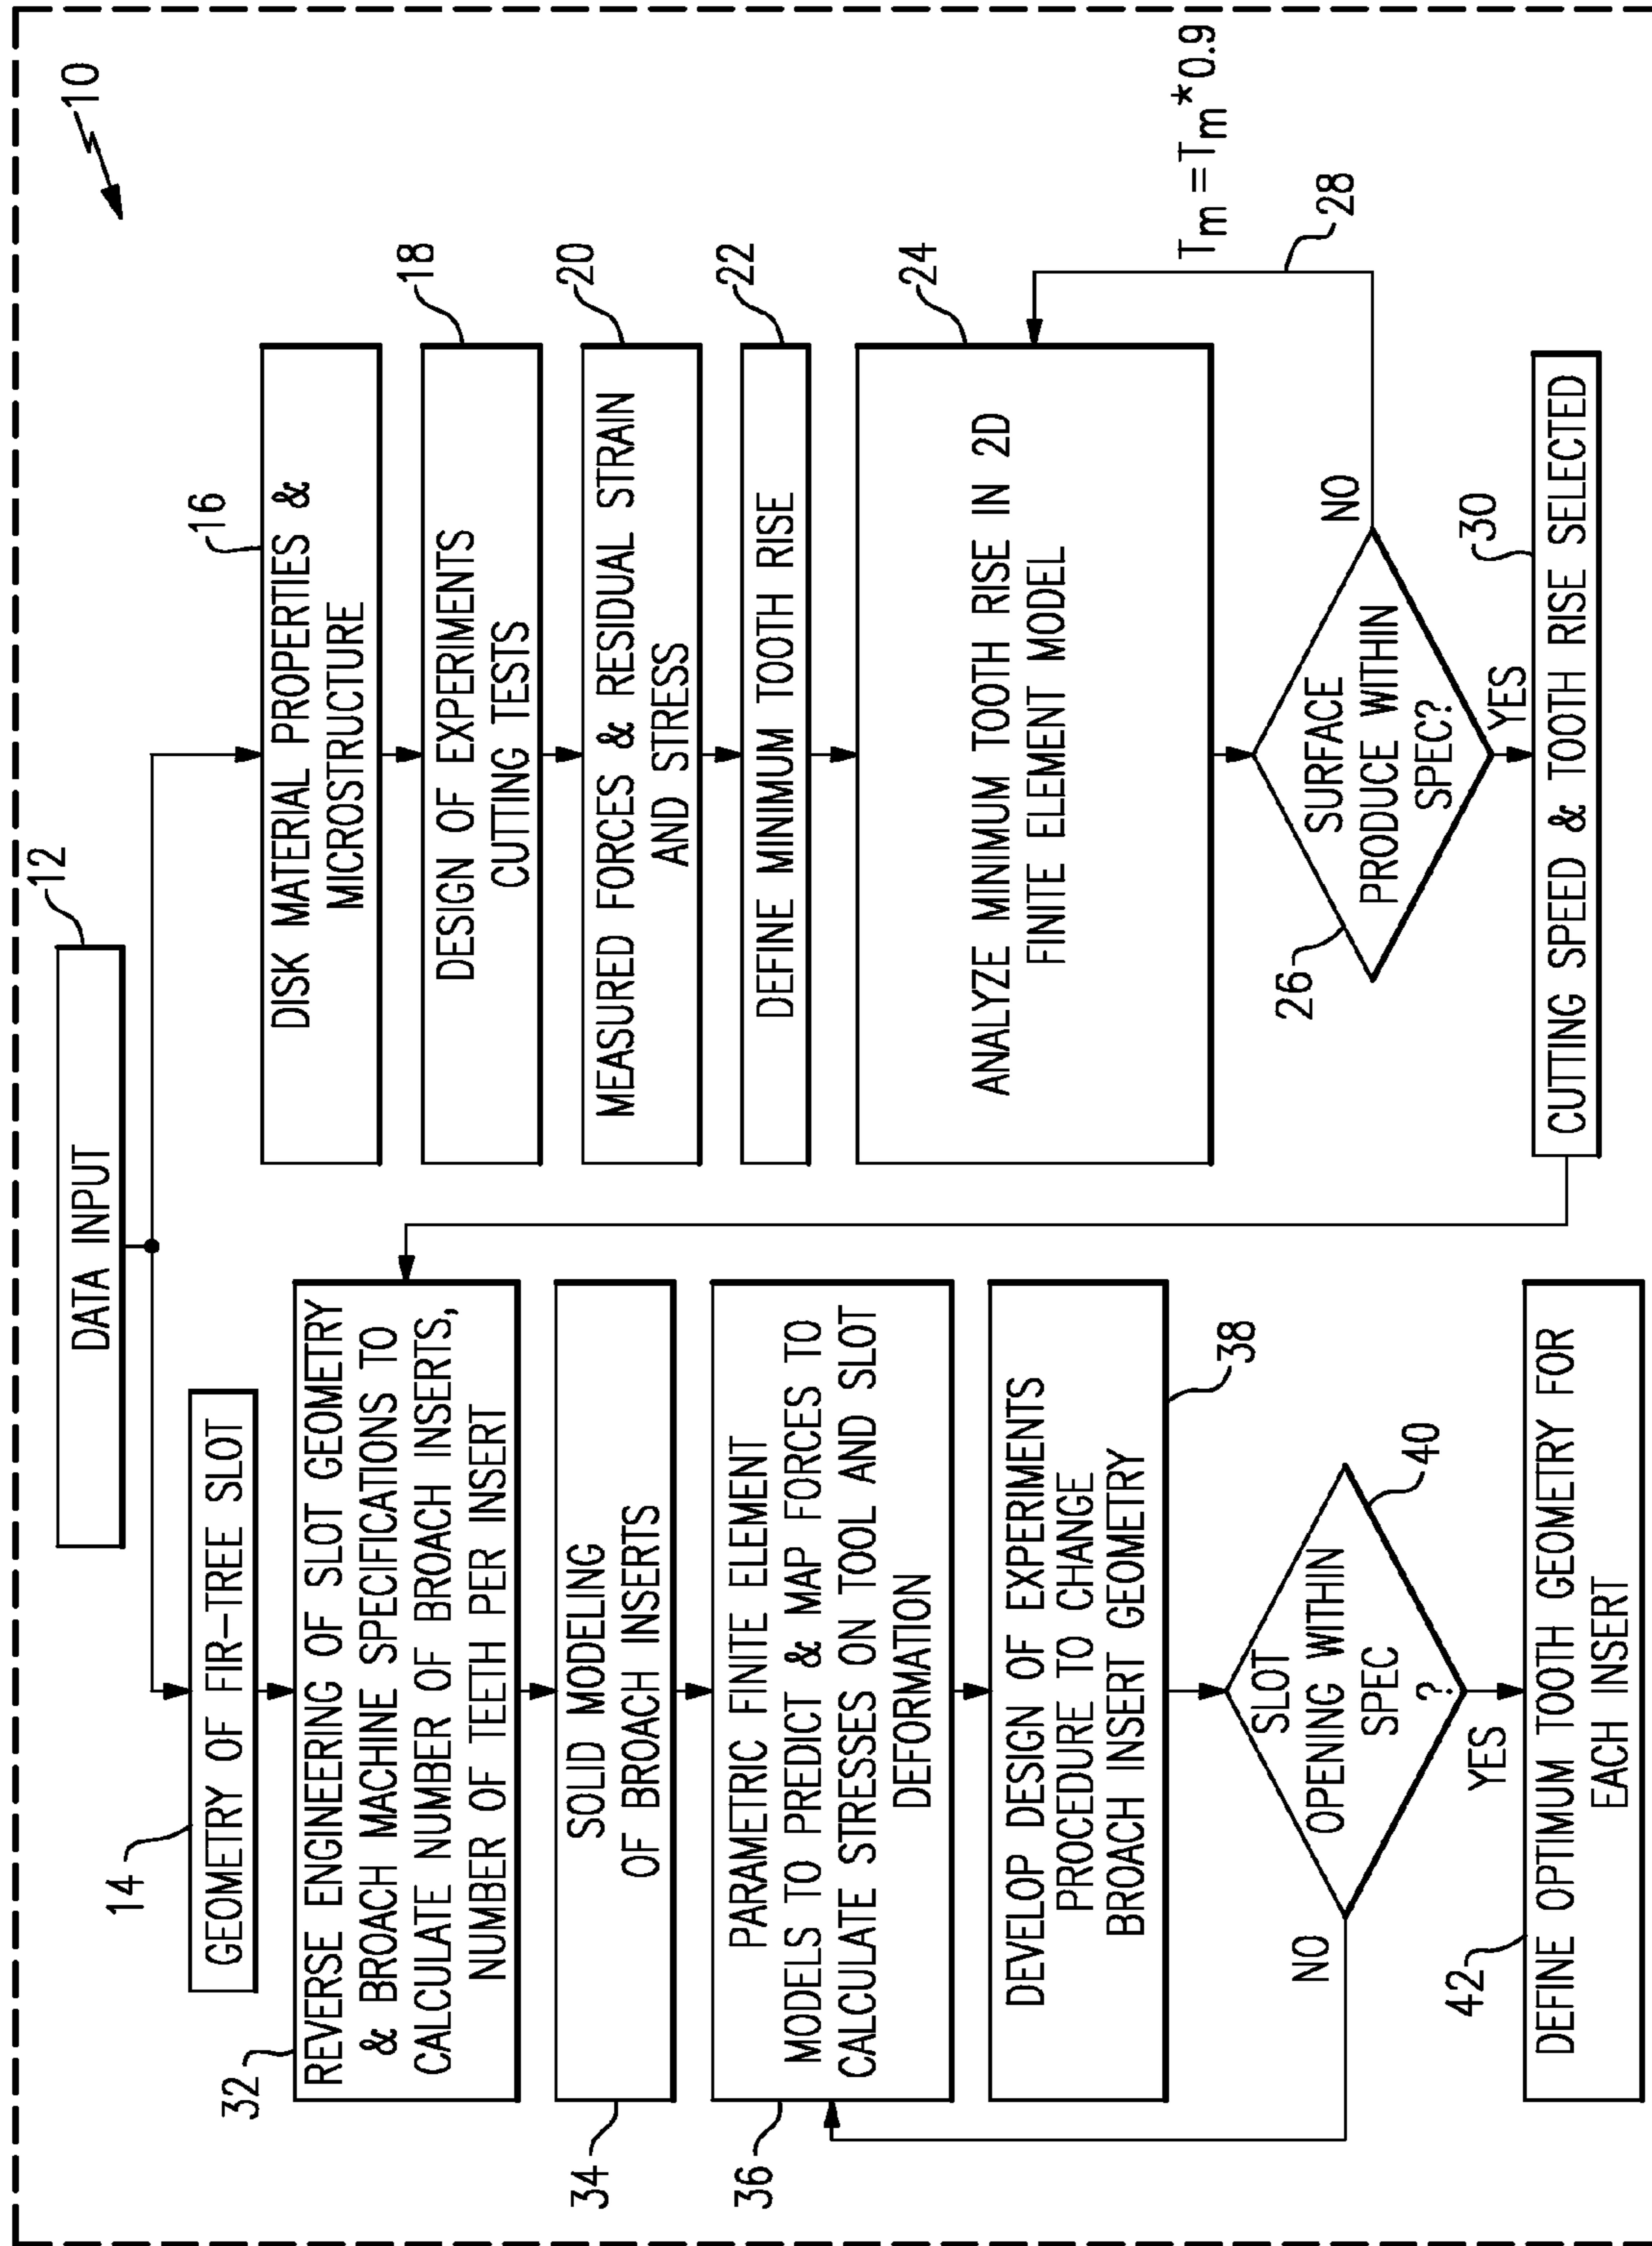 10
12
DATA INPUT
14
GEOMETRY OF FIR-TREE SLOT
32
REVERSE ENGINEERING OF SLOT GEOMETRY
& BROACH MACHINE SPECIFICATIONS TO
CALCULATE NUMBER OF BROACH INSERTS,
NUMBER OF TEETH PER INSERT
34
SOLID MODELING
OF BROACH INSERTS
36
PARAMETRIC FINITE ELEMENT
MODELS TO PREDICT & MAP FORCES TO
CALCULATE STRESSES ON TOOL AND SLOT
DEFORMATION
38
DEVELOP DESIGN OF EXPERIMENTS
PROCEDURE TO CHANGE
BROACH INSERT GEOMETRY
40
SLOT
OPENING WITHIN
SPEC
?
NO
YES
42
DEFINE OPTIMUM TOOTH GEOMETRY FOR
EACH INSERT
16
DISK MATERIAL PROPERTIES &
MICROSTRUCTURE
18
DESIGN OF EXPERIMENTS
CUTTING TESTS
20
MEASURED FORCES & RESIDUAL STRAIN
AND STRESS
22
DEFINE MINIMUM TOOTH RISE
24
ANALYZE MINIMUM TOOTH RISE IN 2D
FINITE ELEMENT MODEL
Tm = Tm*0.9
28
26
SURFACE
PRODUCE WITHIN
SPEC?
NO
YES
30
CUTTING SPEED & TOOTH RISE SELECTED